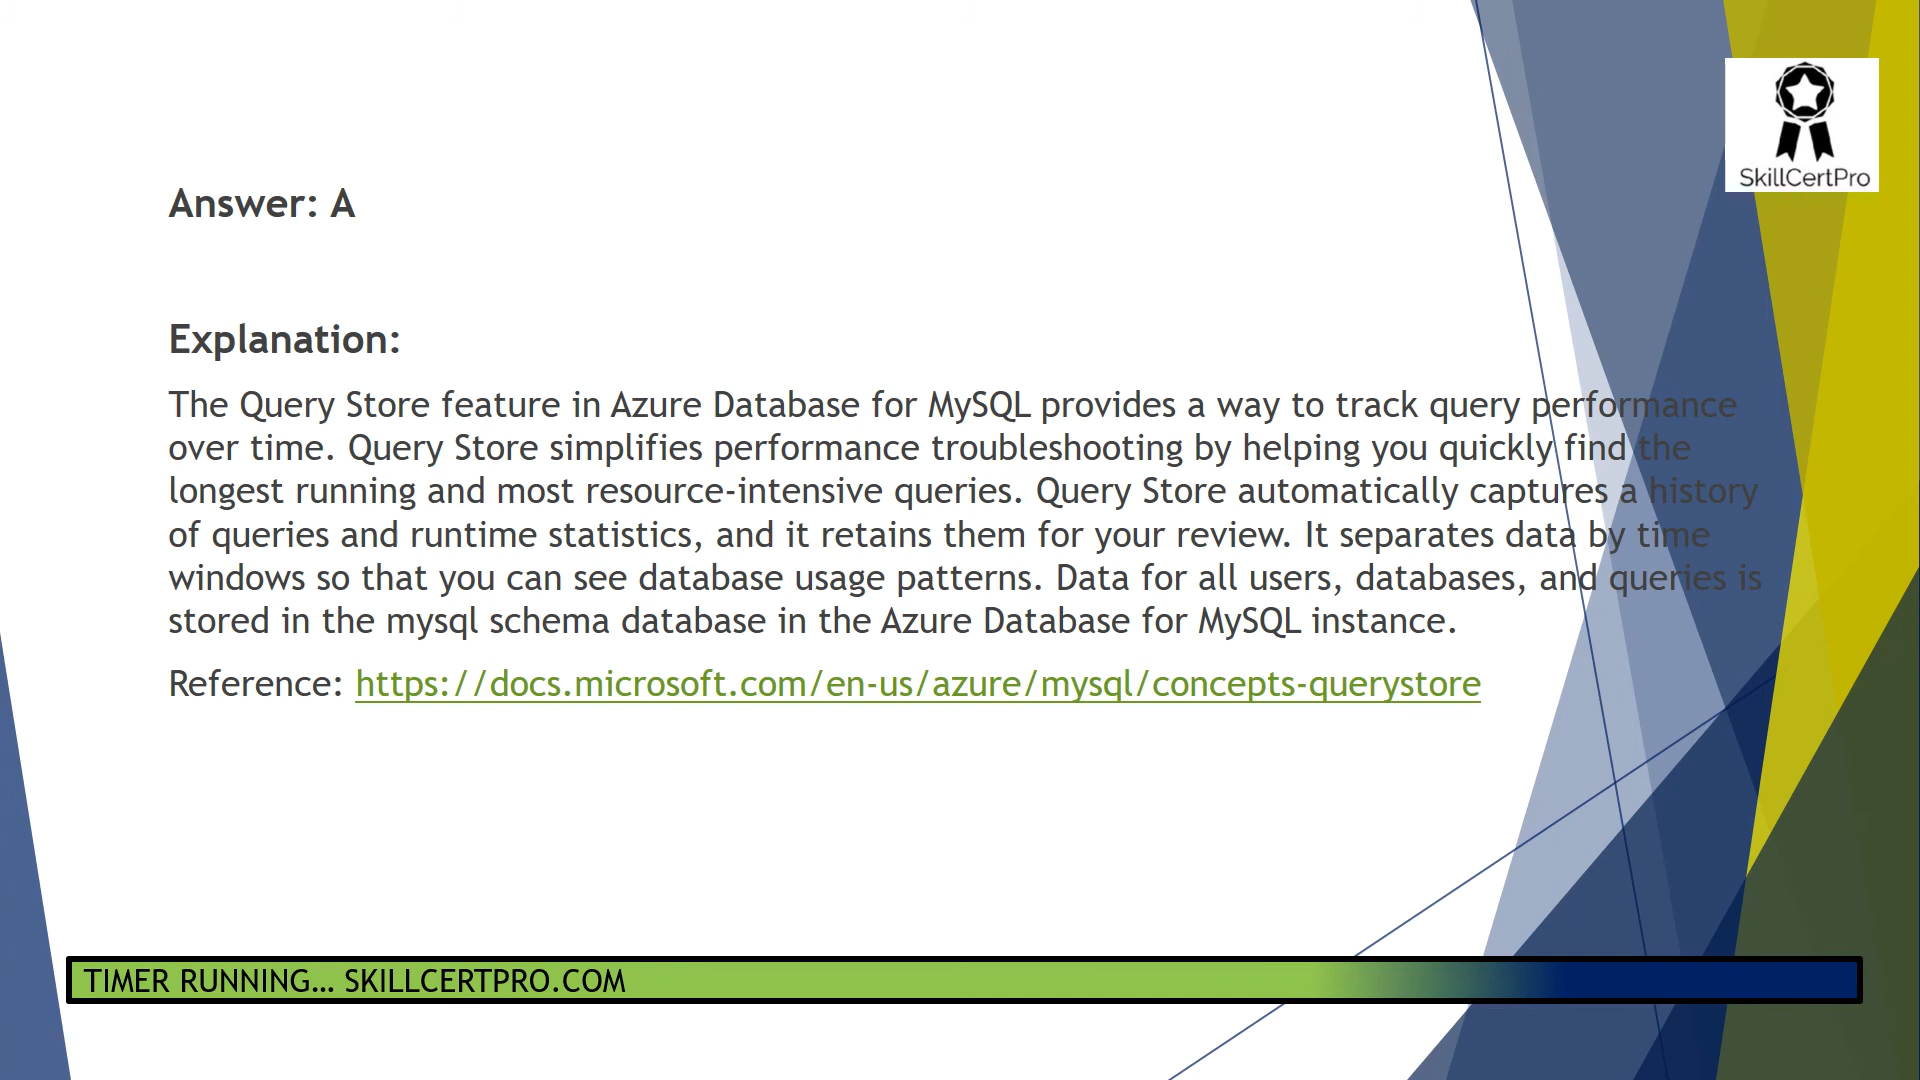 SkillCertPro
Answer: A
Explanation:
The Query Store feature in Azure Database for MySQL provides a way to track query performance
over time. Query Store simplifies performance troubleshooting by helping you quickly find the
longest running and most resource-intensive queries. Query Store automatically captures a history
of queries and runtime statistics, and it retains them for your review. It separates data by time
windows so that you can see database usage patterns. Data for all users, databases, and queries is
stored in the mysql schema database in the Azure Database for MySQL instance.
Reference: https://docs.microsoft.com/en-us/azure/mysql/concepts-querystore
TIMER RUNNING... SKILLCERTPRO.COM